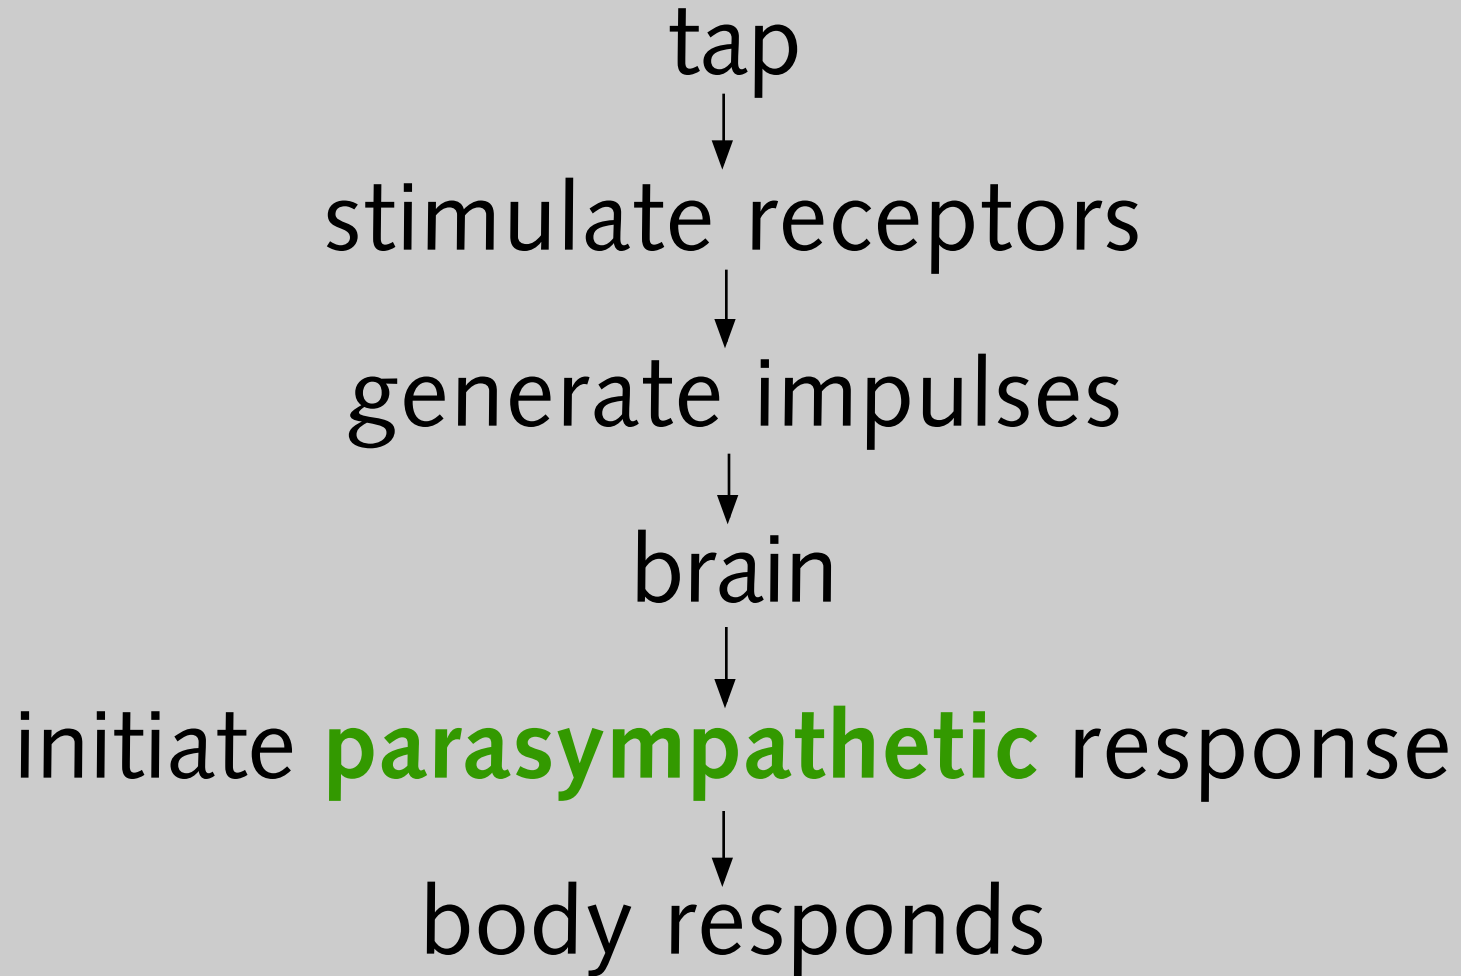 tap
stimulate receptors
generate impulses
brain
initiate parasympathetic response
body responds